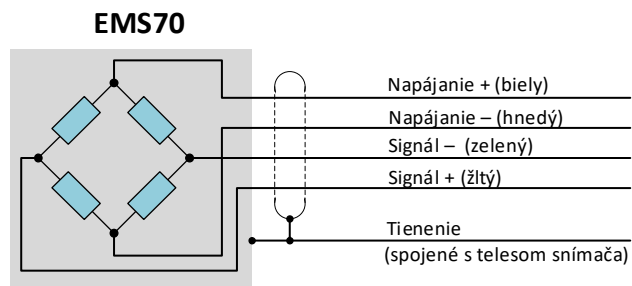 EMS70
Napájanie + (biely)
Napájanie – (hnedý)
Signál – (zelený)
Signál + (žltý)
Tienenie
(spojené s telesom snímača)